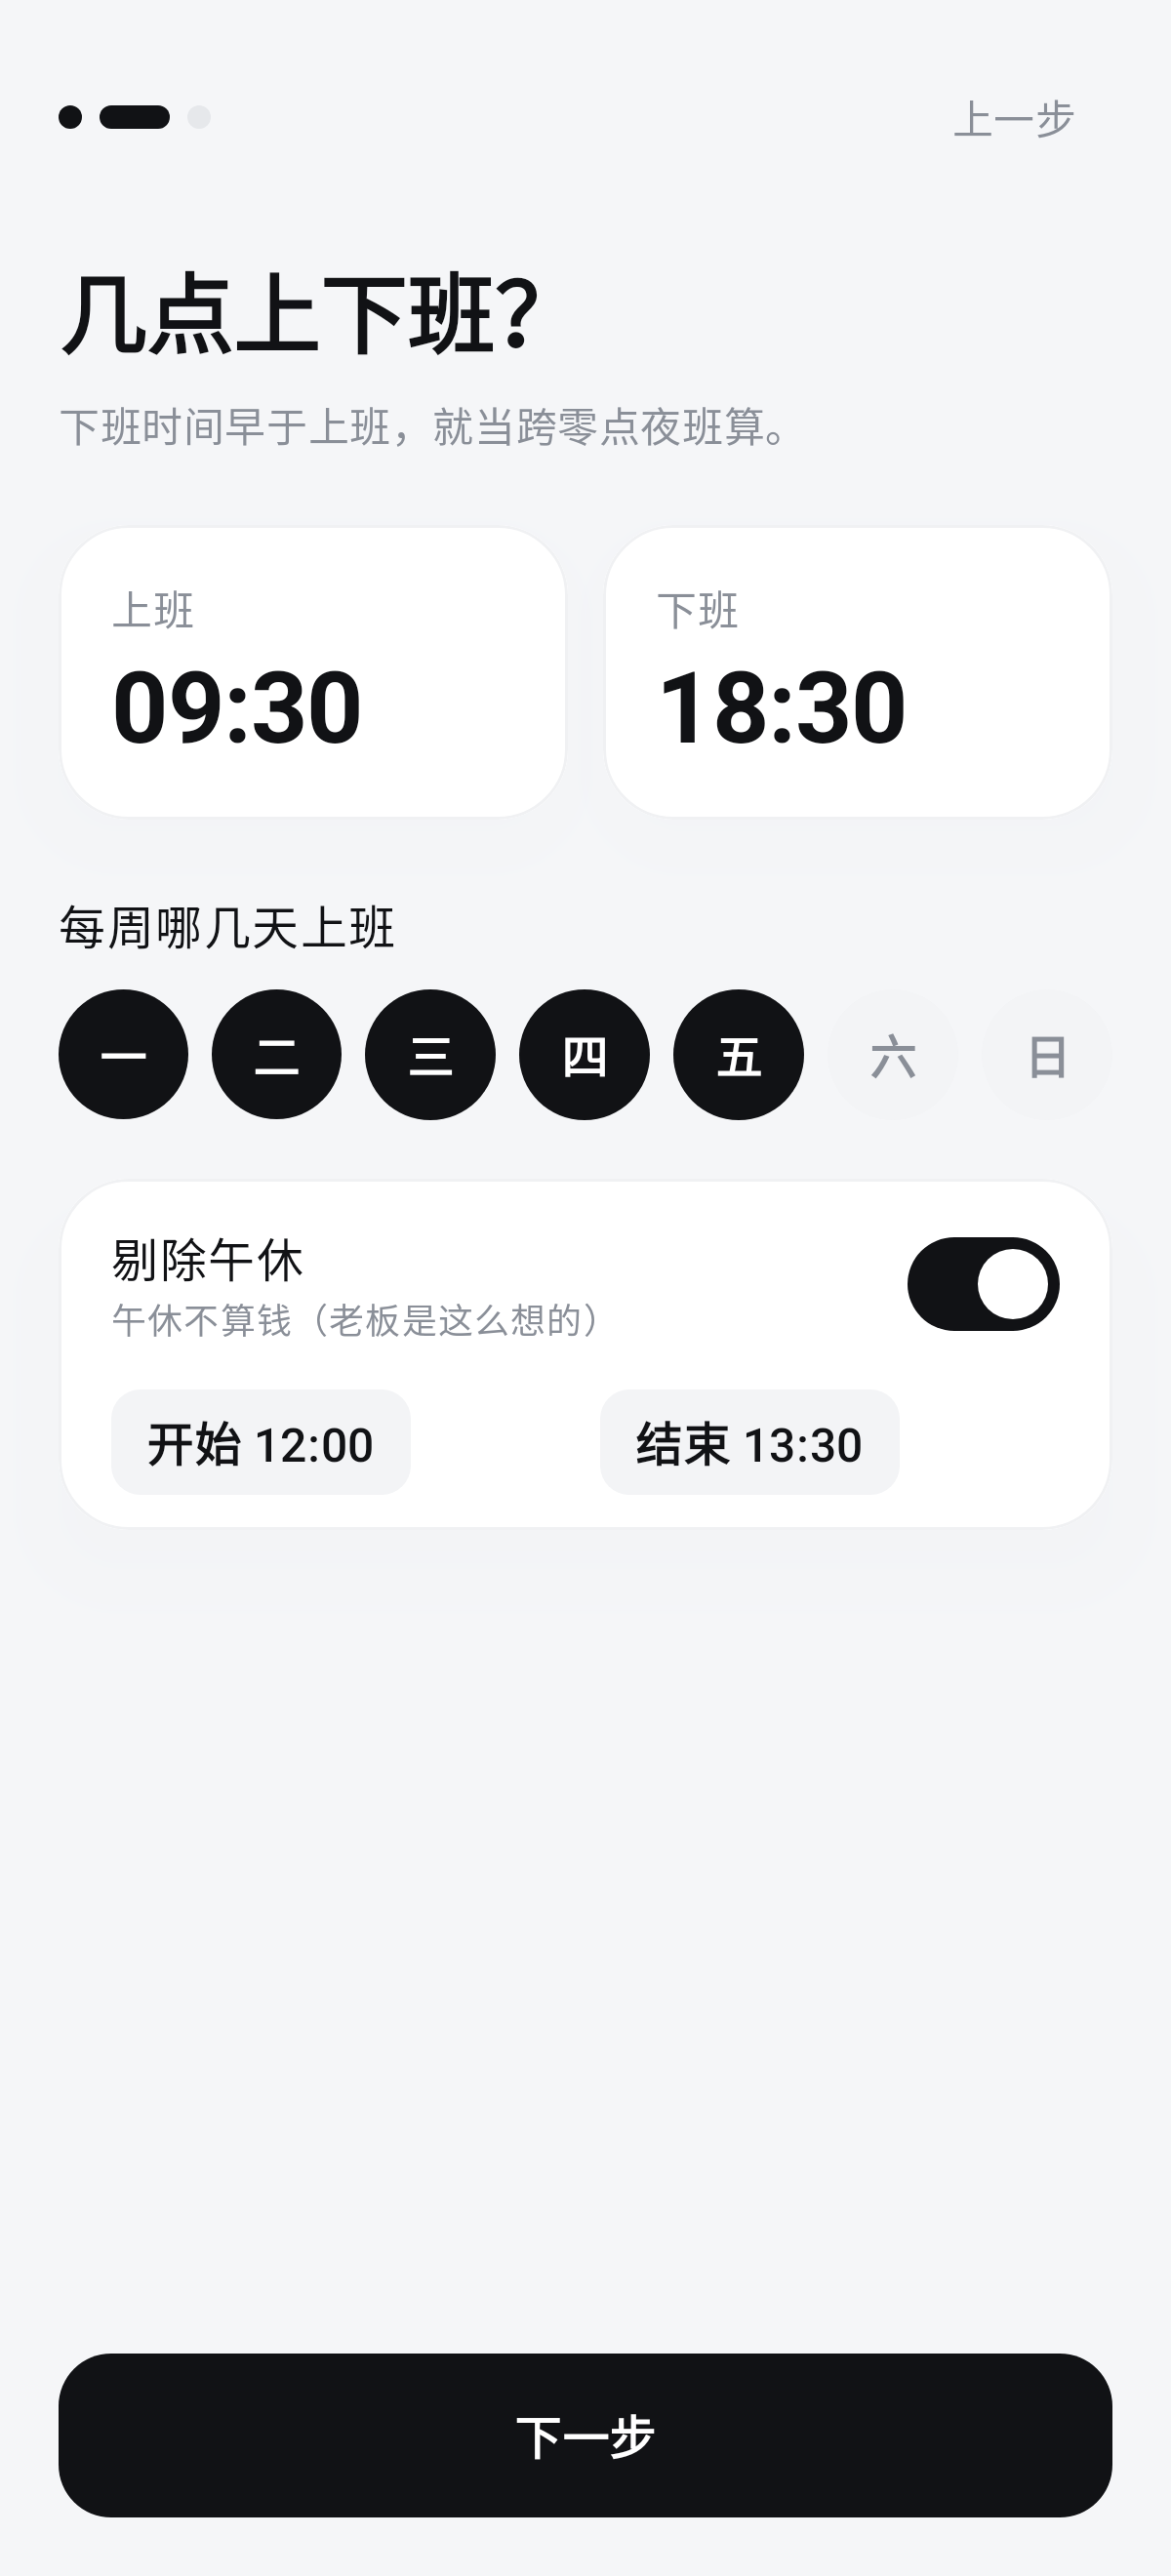 上一步
几点上下班？
下班时间早于上班，就当跨零点夜班算。
上班
09:30
下班
18:30
每周哪几天上班
一 二 三 四 五 六 日
剔除午休
午休不算钱（老板是这么想的）
开始 12:00
结束 13:30
下一步